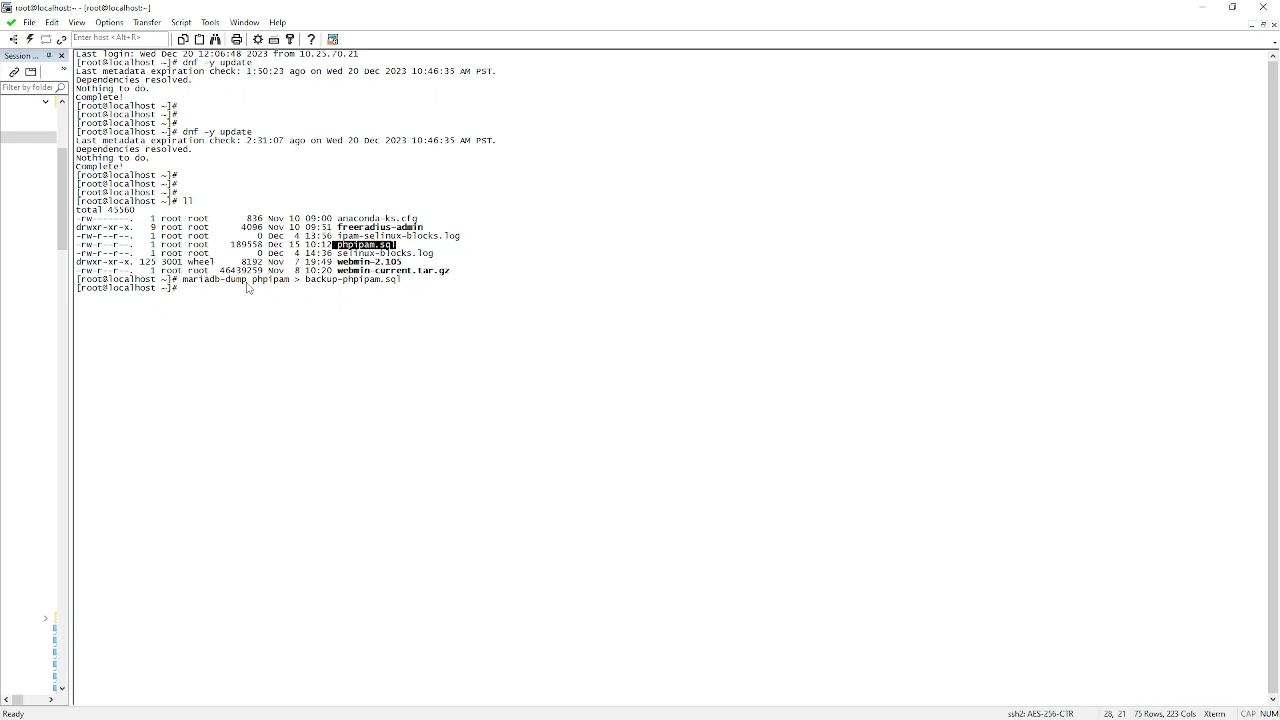 root@localhost:~ - [root@localhost:~]
File Edit View Options Transfer Script Tools Window Help
Enter host <Alt+R>
Session ...
Filter by folder
Last login: Wed Dec 20 12:06:48 2023 from 10.25.70.21
[root@localhost ~]# dnf -y update
Last metadata expiration check: 1:50:23 ago on Wed 20 Dec 2023 10:46:35 AM PST.
Dependencies resolved.
Nothing to do.
Complete!
[root@localhost ~]#
[root@localhost ~]#
[root@localhost ~]#
[root@localhost ~]# dnf -y update
Last metadata expiration check: 2:31:07 ago on Wed 20 Dec 2023 10:46:35 AM PST.
Dependencies resolved.
Nothing to do.
Complete!
[root@localhost ~]#
[root@localhost ~]#
[root@localhost ~]#
[root@localhost ~]# ll
total 45560
-rw-------. 1 root root 836 Nov 10 09:00 anaconda-ks.cfg
drwxr-xr-x. 9 root root 4096 Nov 10 09:51 freeradius-admin
-rw-r--r--. 1 root root 0 Dec 4 13:56 ipam-selinux-blocks.log
-rw-r--r--. 1 root root 189558 Dec 15 10:12 phpipam.sql
-rw-r--r--. 1 root root 0 Dec 4 14:36 selinux-blocks.log
drwxr-xr-x. 125 3001 wheel 8192 Nov 7 19:49 webmin-2.105
-rw-r--r--. 1 root root 46439259 Nov 8 10:20 webmin-current.tar.gz
[root@localhost ~]# mariadb-dump phpipam > backup-phpipam.sql
[root@localhost ~]#
Ready ssh2: AES-256-CTR 28, 21 75 Rows, 223 Cols Xterm CAP NUM